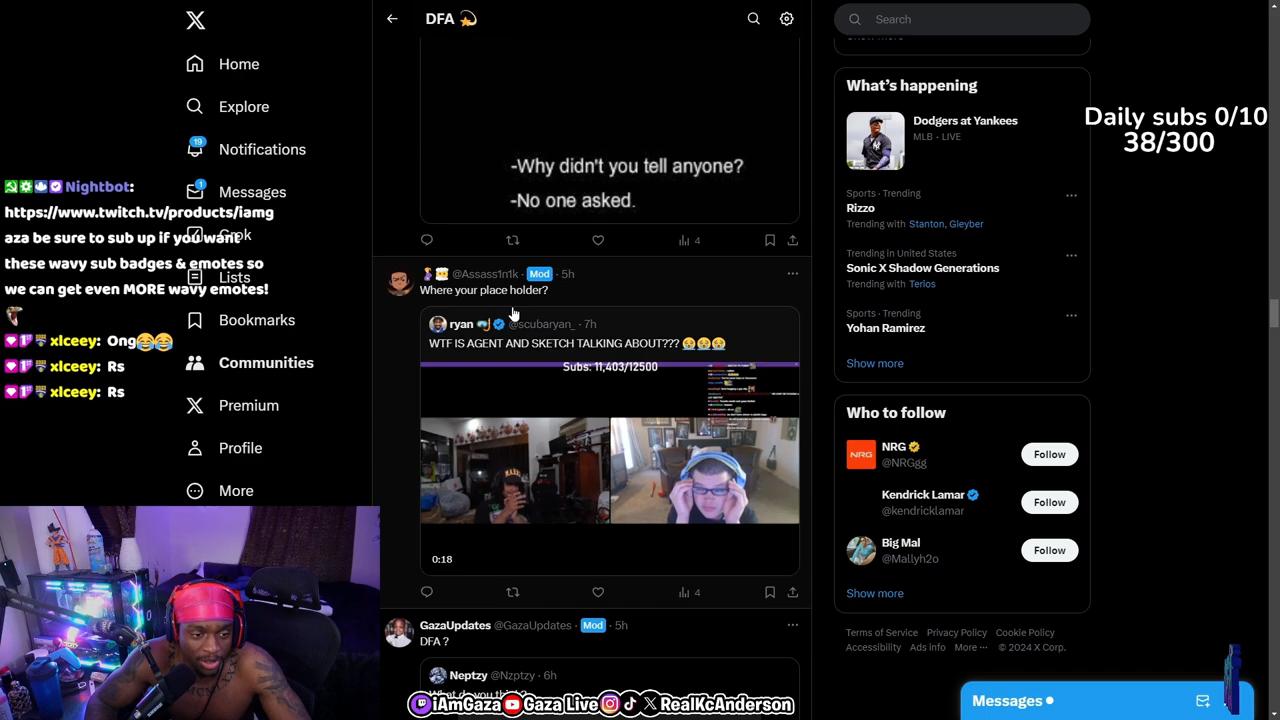 DFA
Search
Home
Explore
19
Notifications
1
Messages
Lists
Bookmarks
Communities
Premium
Profile
More
Nightbot:
https://www.twitch.tv/products/iamg
aza be sure to sub up if you want
these wavy sub badges & emotes so
we can get even MORE wavy emotes!
xlceey: Ong😂😂
xlceey: Rs
xlceey: Rs
-Why didn't you tell anyone?
-No one asked.
4
@Assass1n1k · Mod · 5h
Where your place holder?
ryan @scubaryan_ · 7h
WTF IS AGENT AND SKETCH TALKING ABOUT??? 😭😭😭
Subs: 11,403/12500
0:18
4
GazaUpdates @GazaUpdates · Mod · 5h
DFA ?
Neptzy @Nzptzy · 6h
What's happening
Dodgers at Yankees
MLB · LIVE
Sports · Trending
Rizzo
Trending with Stanton, Gleyber
Trending in United States
Sonic X Shadow Generations
Trending with Terios
Sports · Trending
Yohan Ramirez
Show more
Who to follow
NRG
@NRGgg
Follow
Kendrick Lamar
@kendricklamar
Follow
Big Mal
@Mallyh2o
Follow
Show more
Terms of Service Privacy Policy Cookie Policy
Accessibility Ads info More ··· © 2024 X Corp.
Daily subs 0/10
38/300
Messages
iAmGaza Gaza Live RealKcAnderson